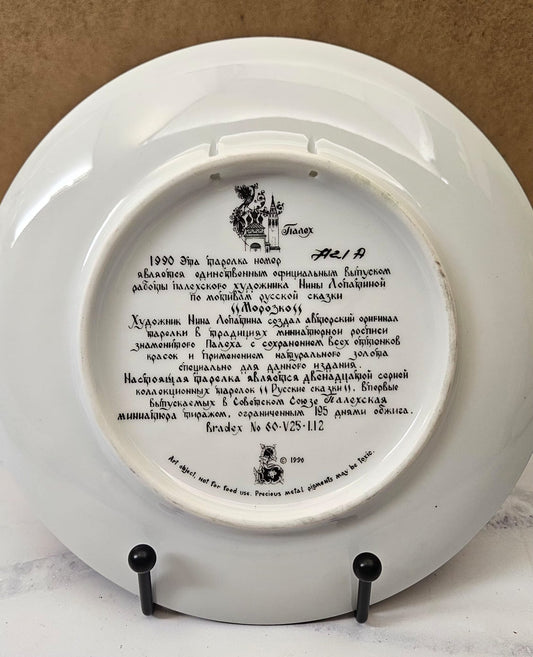 Палех
1990 Эта тарелка номер A21A
является единственным официальным выпуском
работы палехского художника Нины Лопатиной
по мотивам русской сказки
"Морозко"
Художник Нина Лопатина создал авторский оригинал
тарелки в традициях миниатюрной росписи
знаменитого Палеха с сохранением всех оттенков
красок и применением натурального золота
специально для данного издания.
Настоящая тарелка является двенадцатой серией
коллекционных тарелок "Русские сказки", впервые
выпускаемых в Советском Союзе Палехская
миниатюра тиражом, ограниченным 195 днями обжига.
Bradex No 60-V25-1.12
© 1990
Art object, not for food use. Precious metal pigments may be toxic.